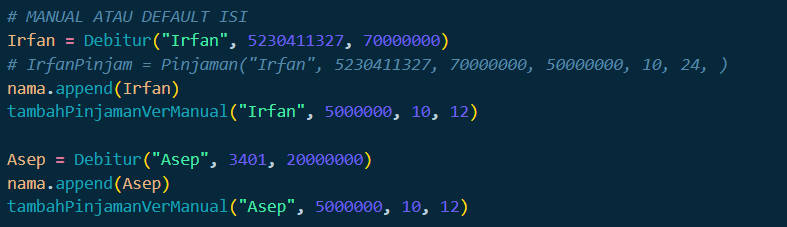 # MANUAL ATAU DEFAULT ISI
Irfan = Debitur("Irfan", 5230411327, 70000000)
# IrfanPinjam = Pinjaman("Irfan", 5230411327, 70000000, 50000000, 10, 24, )
nama.append(Irfan)
tambahPinjamanVerManual("Irfan", 5000000, 10, 12)
Asep = Debitur("Asep", 3401, 20000000)
nama.append(Asep)
tambahPinjamanVerManual("Asep", 5000000, 10, 12)